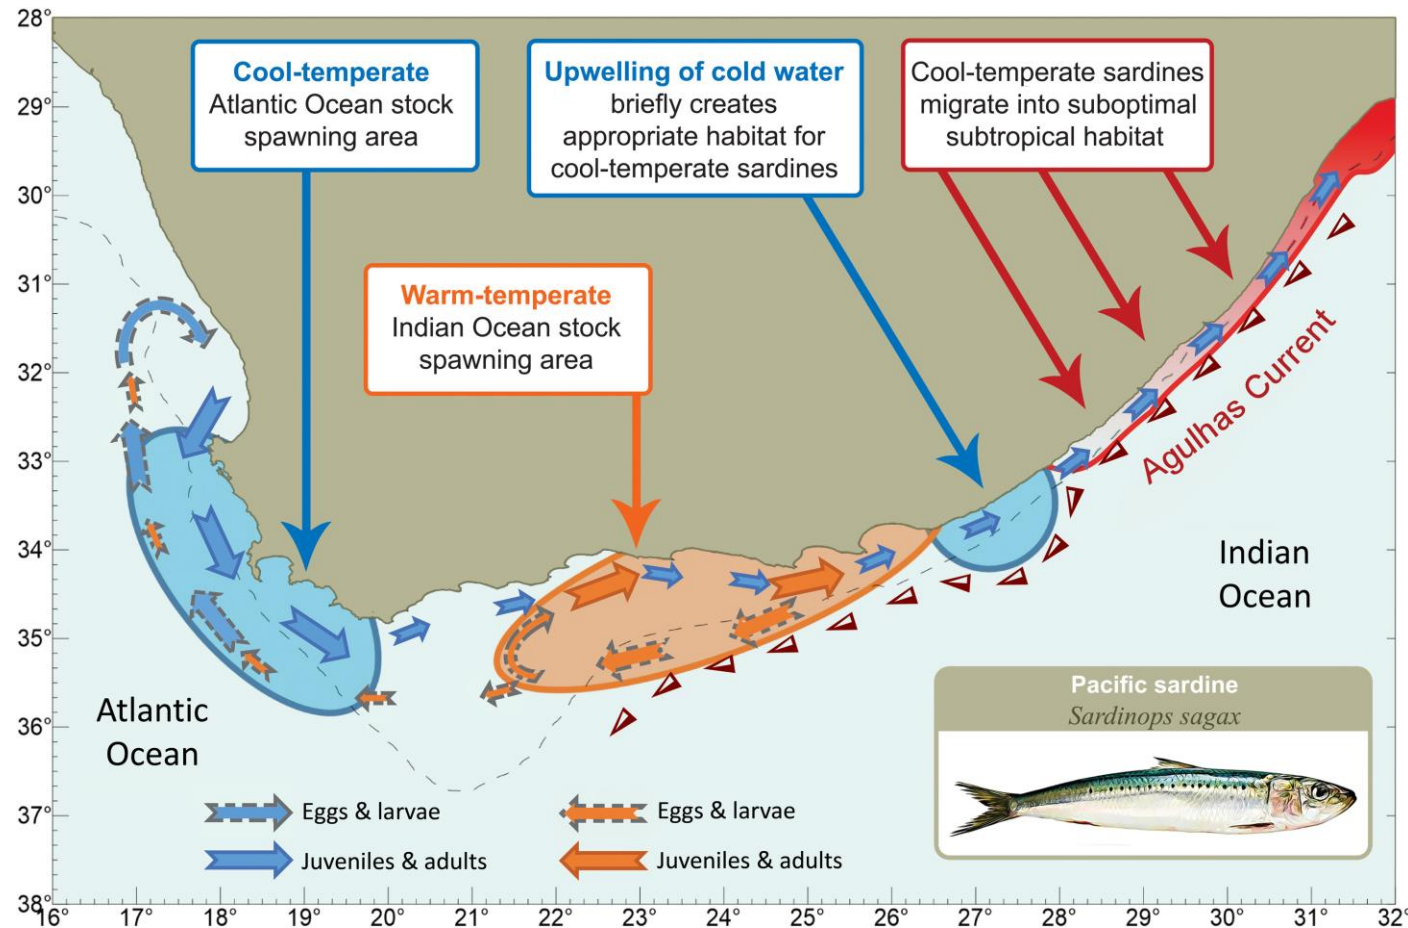 28°
29°
30°
31°
32°
33°
34°
35°
36°
37°
38°
Cool-temperate
Atlantic Ocean stock
spawning area
Upwelling of cold water
briefly creates
appropriate habitat for
cool-temperate sardines
Cool-temperate sardines
migrate into suboptimal
subtropical habitat
Warm-temperate
Indian Ocean stock
spawning area
Agulhas Current
Indian
Ocean
Atlantic
Ocean
Pacific sardine
Sardinops sagax
Eggs & larvae
Eggs & larvae
Juveniles & adults
Juveniles & adults
16° 17° 18° 19° 20° 21° 22° 23° 24° 25° 26° 27° 28° 29° 30° 31° 32°